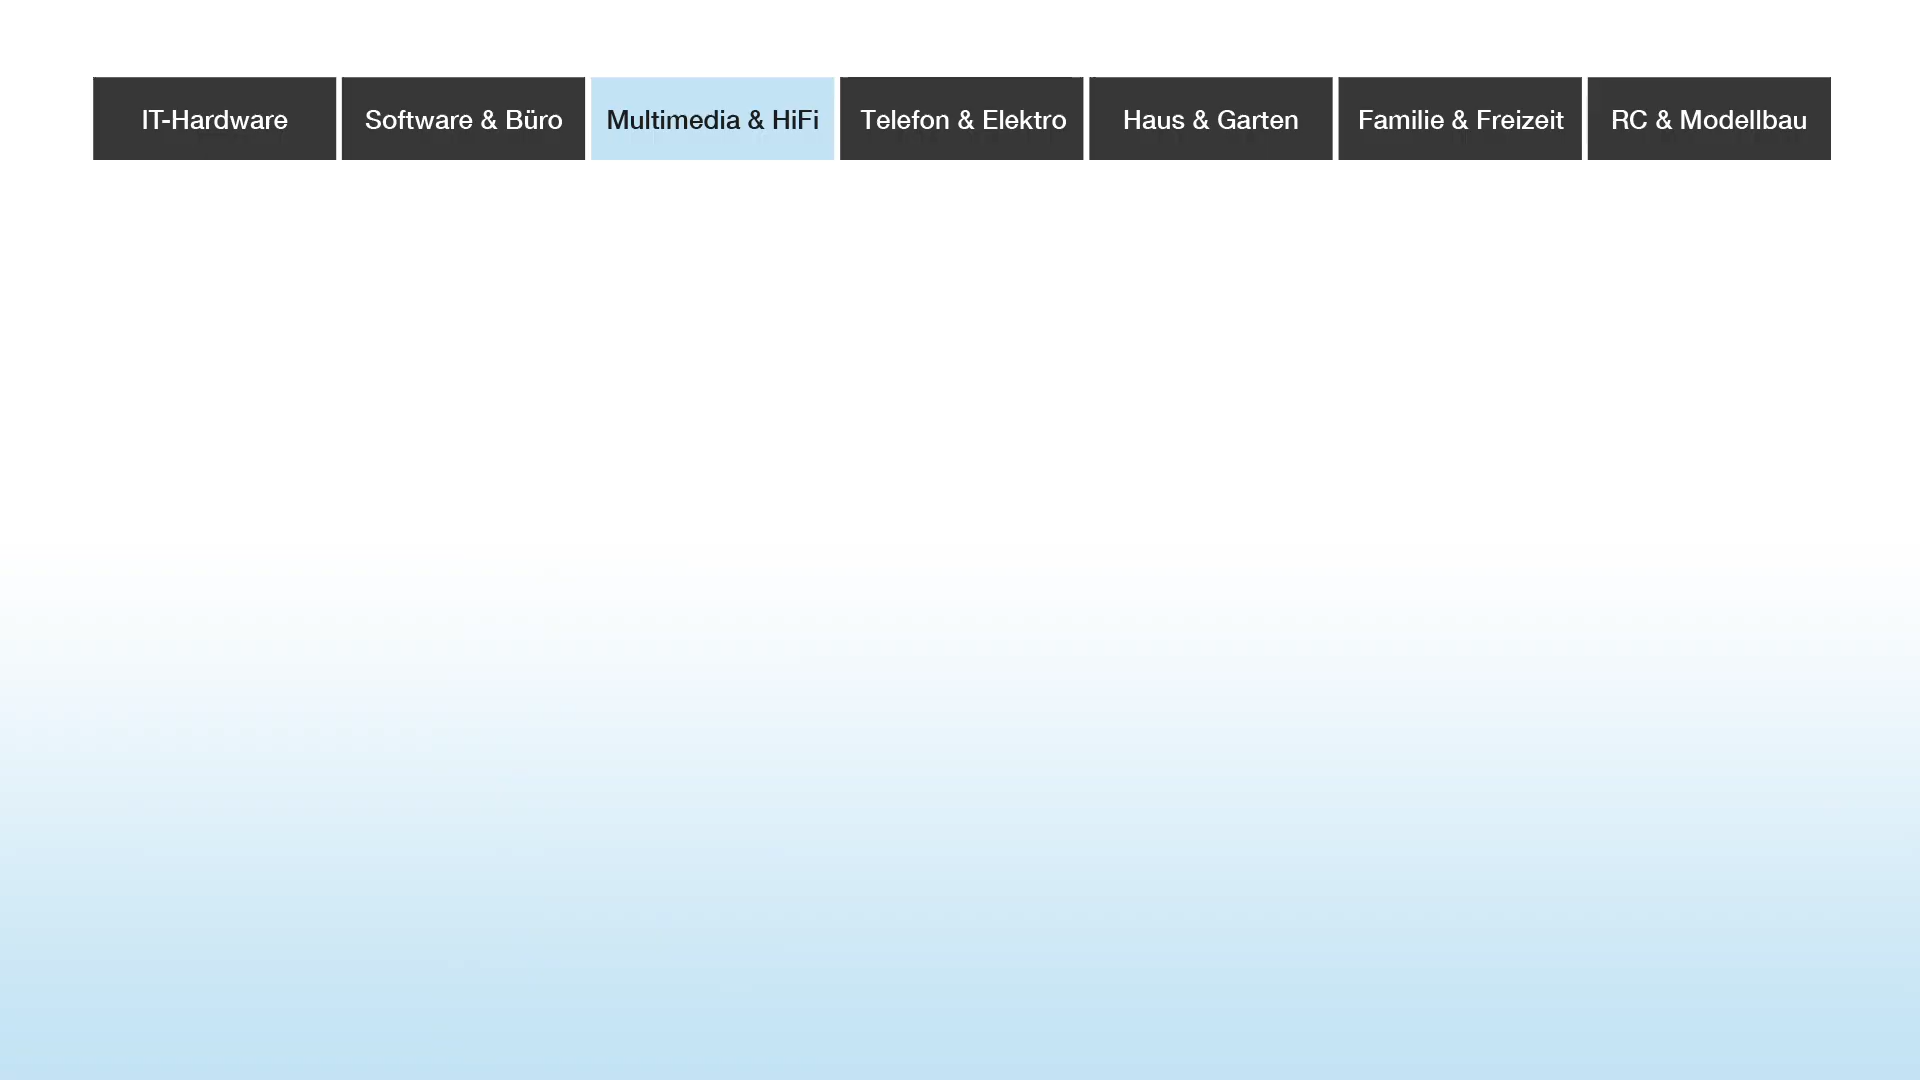 IT-Hardware
Software & Büro
Multimedia & HiFi
Telefon & Elektro
Haus & Garten
Familie & Freizeit
RC & Modellbau